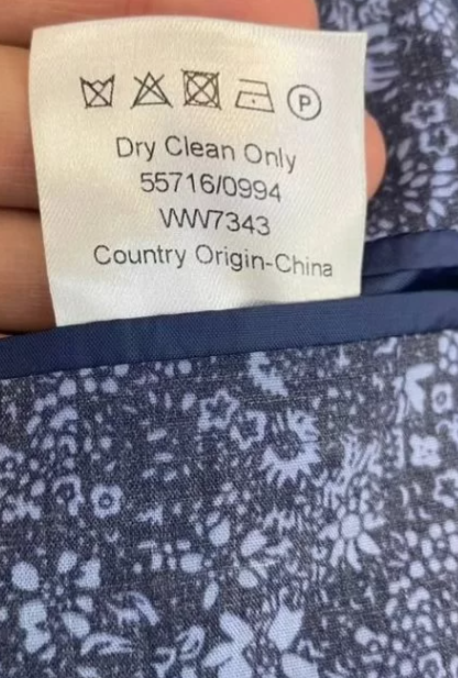 P
Dry Clean Only
55716/0994
WW7343
Country Origin-China